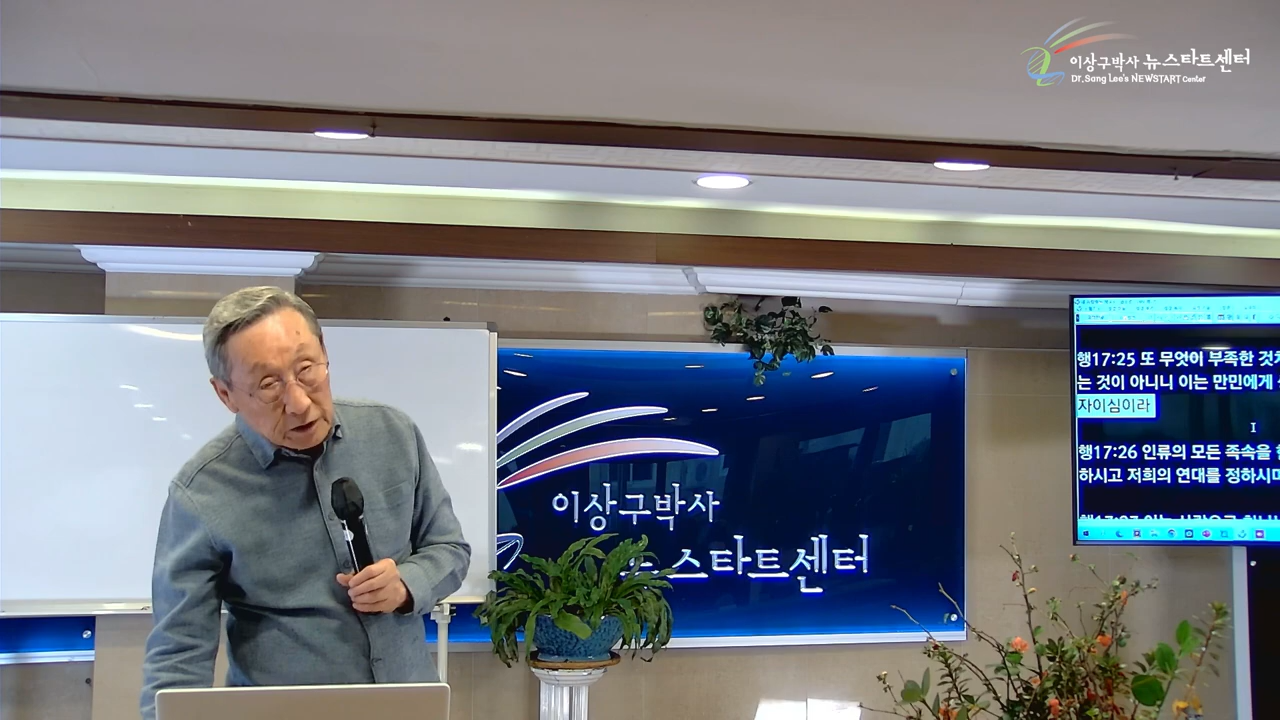 이상구박사 뉴스타트센터
Dr.Sang Lee's NEWSTART Center
이상구박사
스타트센터
행17:25 또 무엇이 부족한 것
는 것이 아니니 이는 만민에게
자이심이라
행17:26 인류의 모든 족속을
하시고 저희의 연대를 정하시며